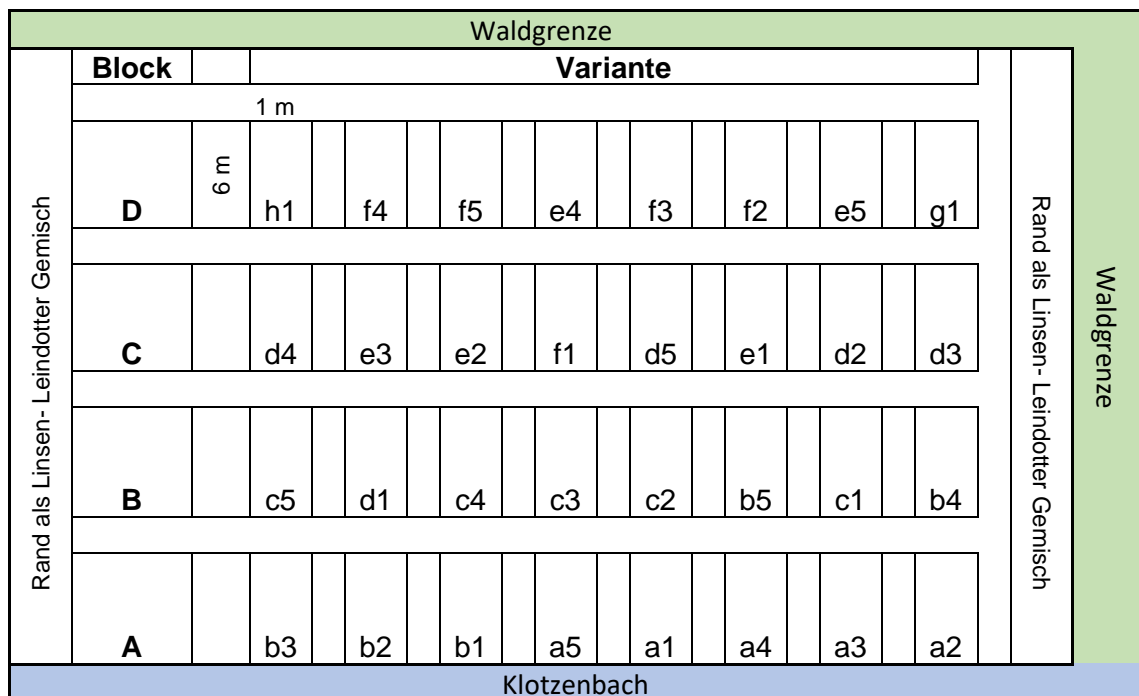 Waldgrenze
Block Variante
1 m
6 m
D h1 f4 f5 e4 f3 f2 e5 g1
C d4 e3 e2 f1 d5 e1 d2 d3
B c5 d1 c4 c3 c2 b5 c1 b4
A b3 b2 b1 a5 a1 a4 a3 a2
Rand als Linsen- Leindotter Gemisch
Rand als Linsen- Leindotter Gemisch
Waldgrenze
Klotzenbach